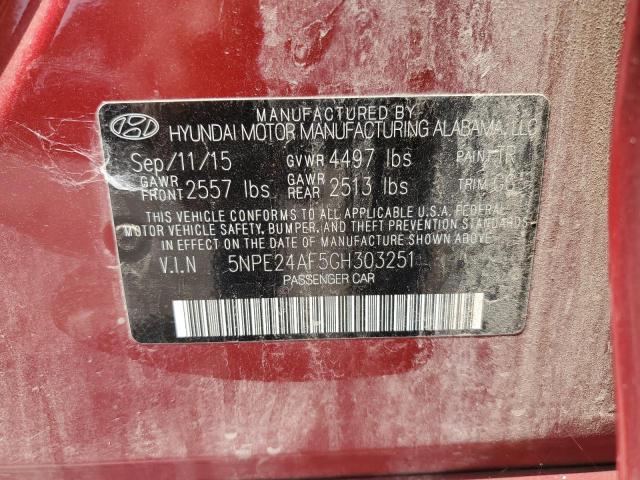 MANUFACTURED BY
HYUNDAI MOTOR MANUFACTURING ALABAMA, LLC
Sep/11/15 GVWR 4497 lbs PAINT TR
GAWR FRONT 2557 lbs GAWR REAR 2513 lbs TRIM
THIS VEHICLE CONFORMS TO ALL APPLICABLE U.S.A. FEDERAL
MOTOR VEHICLE SAFETY, BUMPER, AND THEFT PREVENTION
STANDARDS IN EFFECT ON THE DATE OF MANUFACTURE SHOWN ABOVE
V.I.N 5NPE24AF5GH303251
PASSENGER CAR